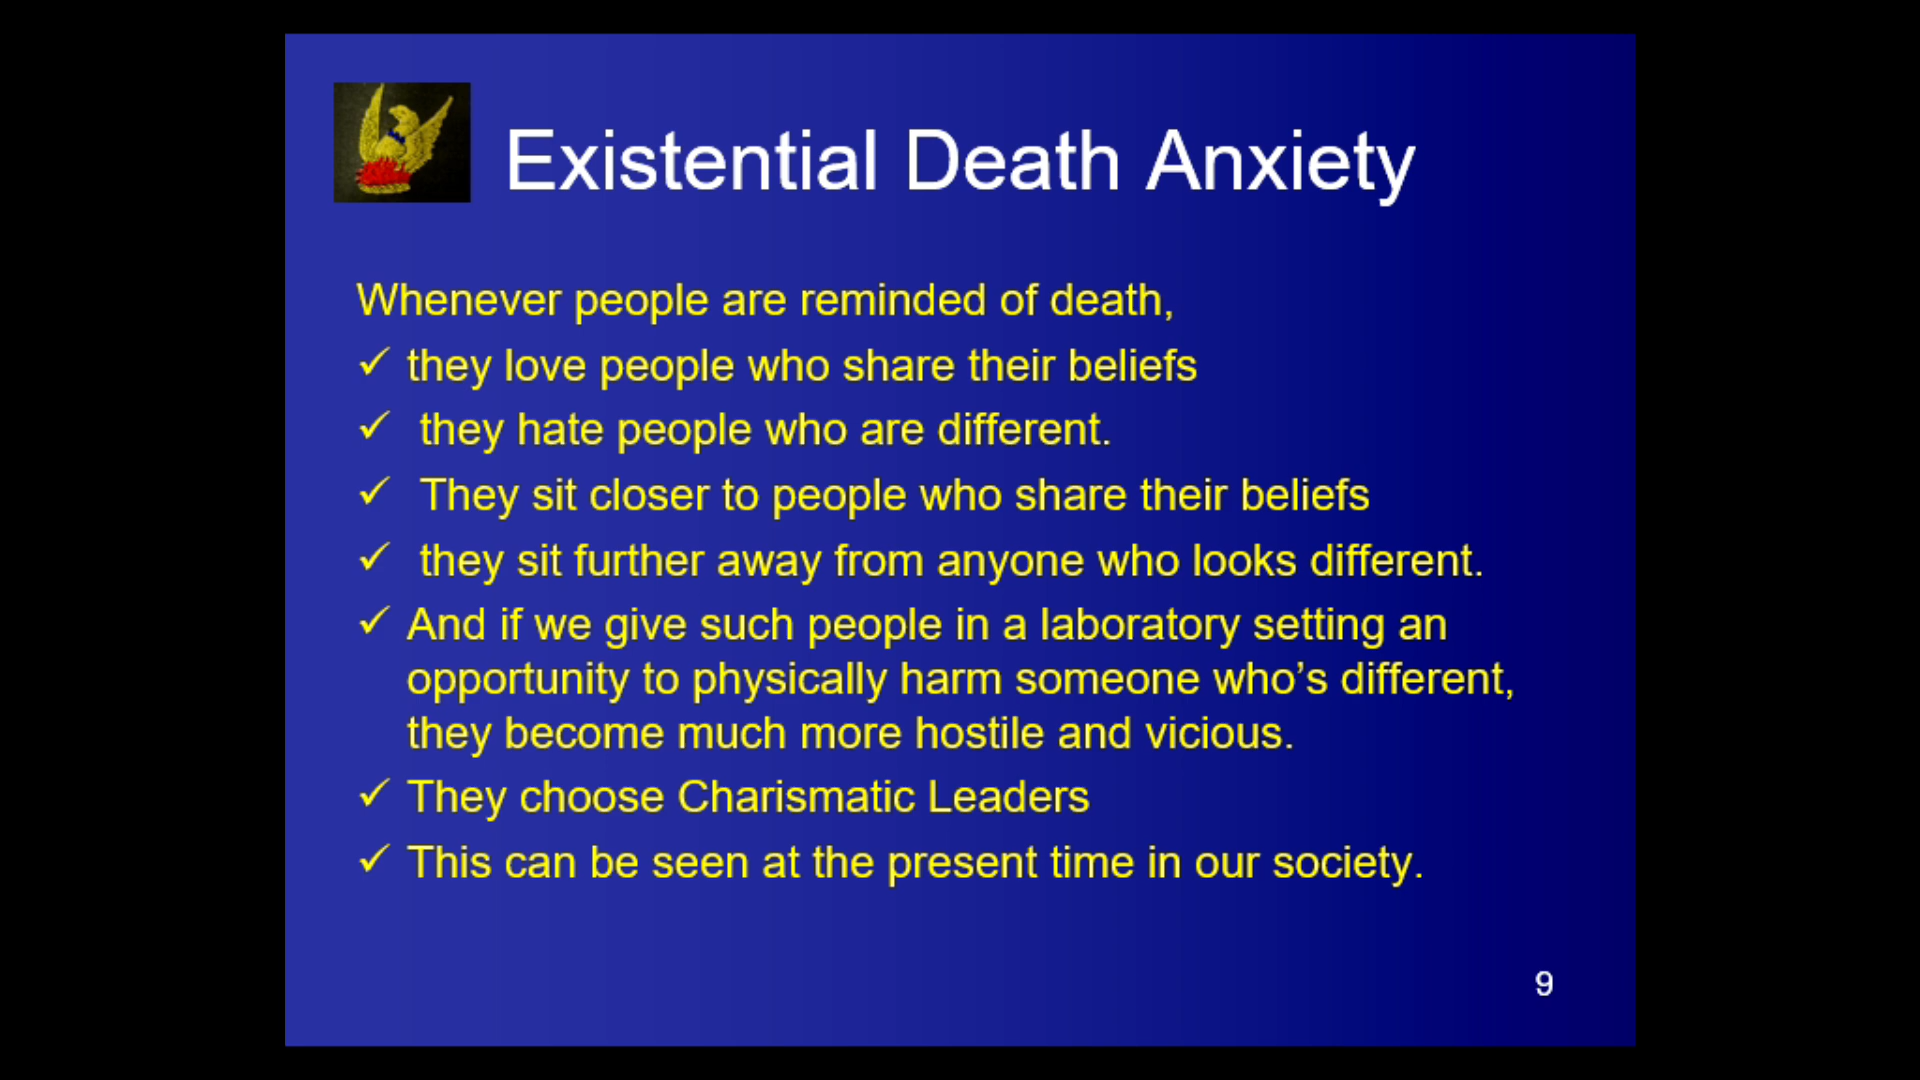 Existential Death Anxiety
Whenever people are reminded of death,
✓ they love people who share their beliefs
✓ they hate people who are different.
✓ They sit closer to people who share their beliefs
✓ they sit further away from anyone who looks different.
✓ And if we give such people in a laboratory setting an
opportunity to physically harm someone who’s different,
they become much more hostile and vicious.
✓ They choose Charismatic Leaders
✓ This can be seen at the present time in our society.
9